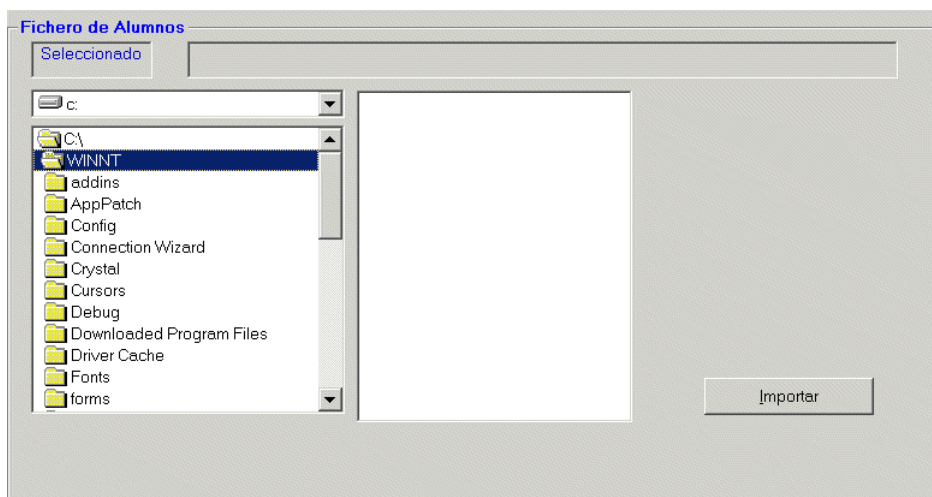 Fichero de Alumnos
Seleccionado
c:
C:\
WINNT
addins
AppPatch
Config
Connection Wizard
Crystal
Cursors
Debug
Downloaded Program Files
Driver Cache
Fonts
forms
Importar